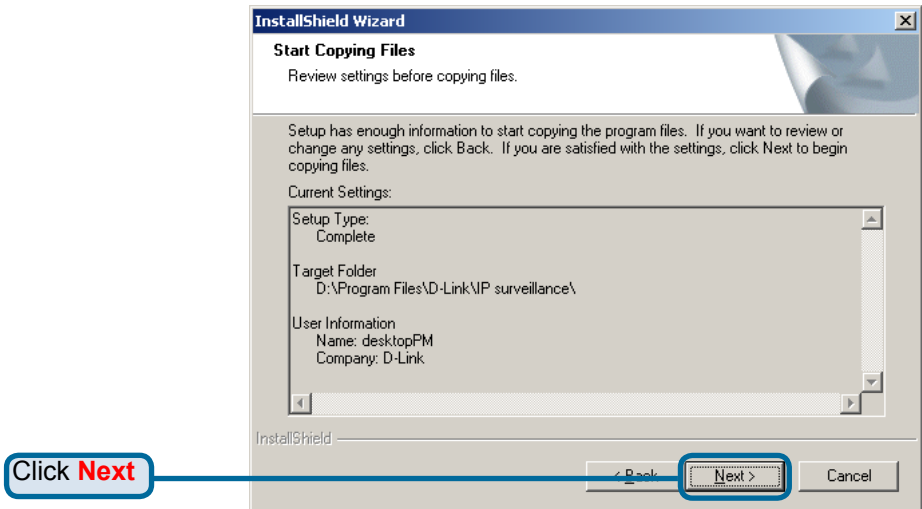 InstallShield Wizard
Start Copying Files
Review settings before copying files.
Setup has enough information to start copying the program files. If you want to review or
change any settings, click Back. If you are satisfied with the settings, click Next to begin
copying files.
Current Settings:
Setup Type:
Complete
Target Folder
D:\Program Files\D-Link\IP surveillance\
User Information
Name: desktopPM
Company: D-Link
InstallShield
Click Next
< Back
Next >
Cancel